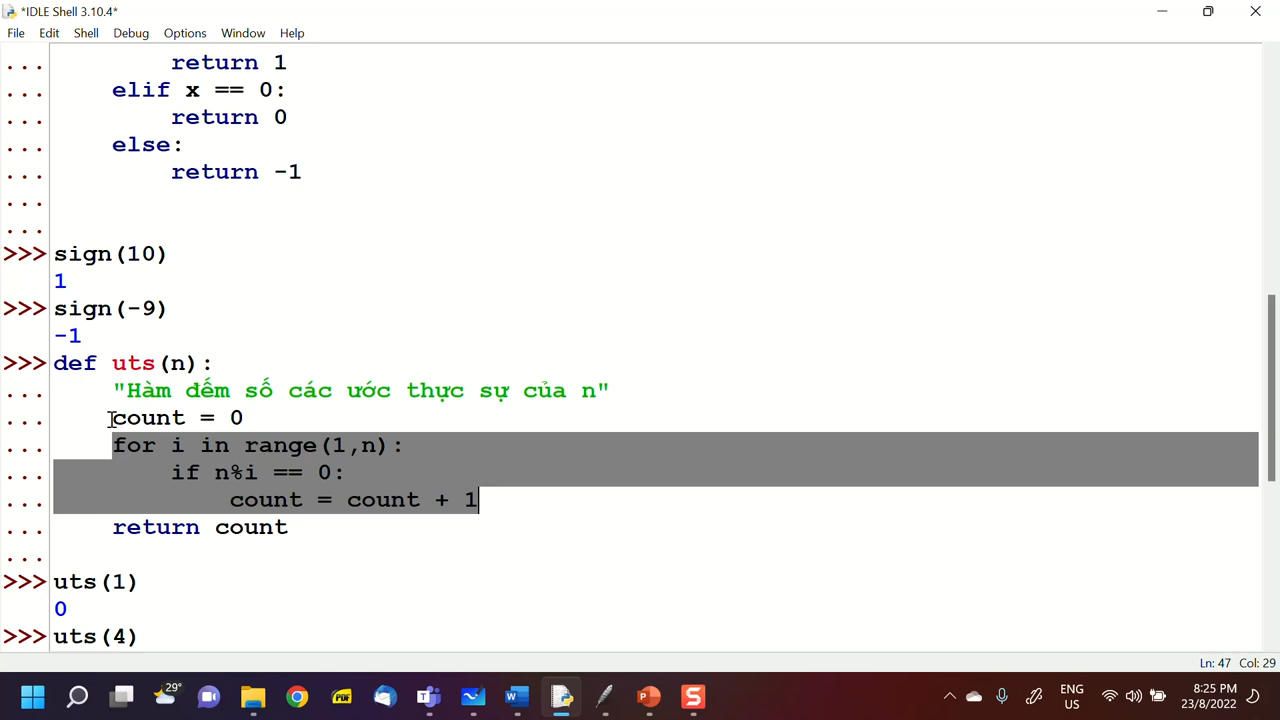 *IDLE Shell 3.10.4*
File Edit Shell Debug Options Window Help
... return 1
... elif x == 0:
... return 0
... else:
... return -1
...
...
>>> sign(10)
1
>>> sign(-9)
-1
>>> def uts(n):
... "Hàm đếm số các ước thực sự của n"
... count = 0
... for i in range(1,n):
... if n%i == 0:
... count = count + 1
... return count
...
>>> uts(1)
0
>>> uts(4)
Ln: 47 Col: 29
29°
PDF
ENG
US
8:25 PM
23/8/2022